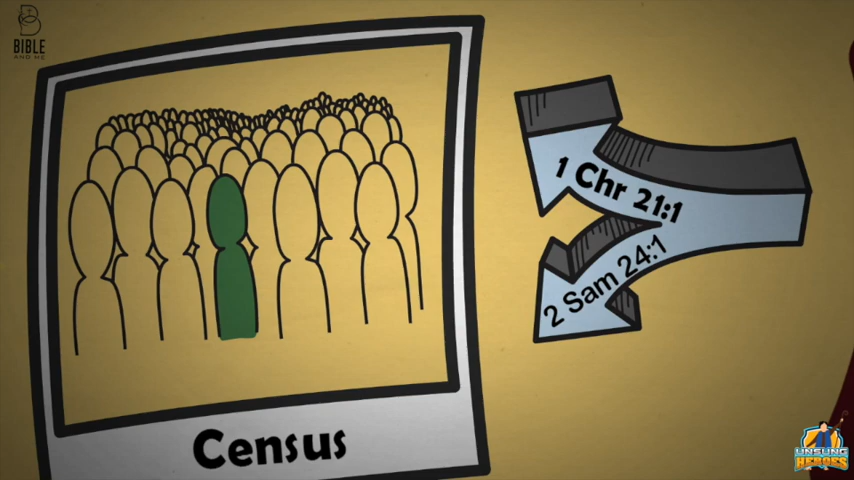 BIBLE
AND ME
1 Chr 21:1
2 Sam 24:1
Census
UNSUNG
HEROES